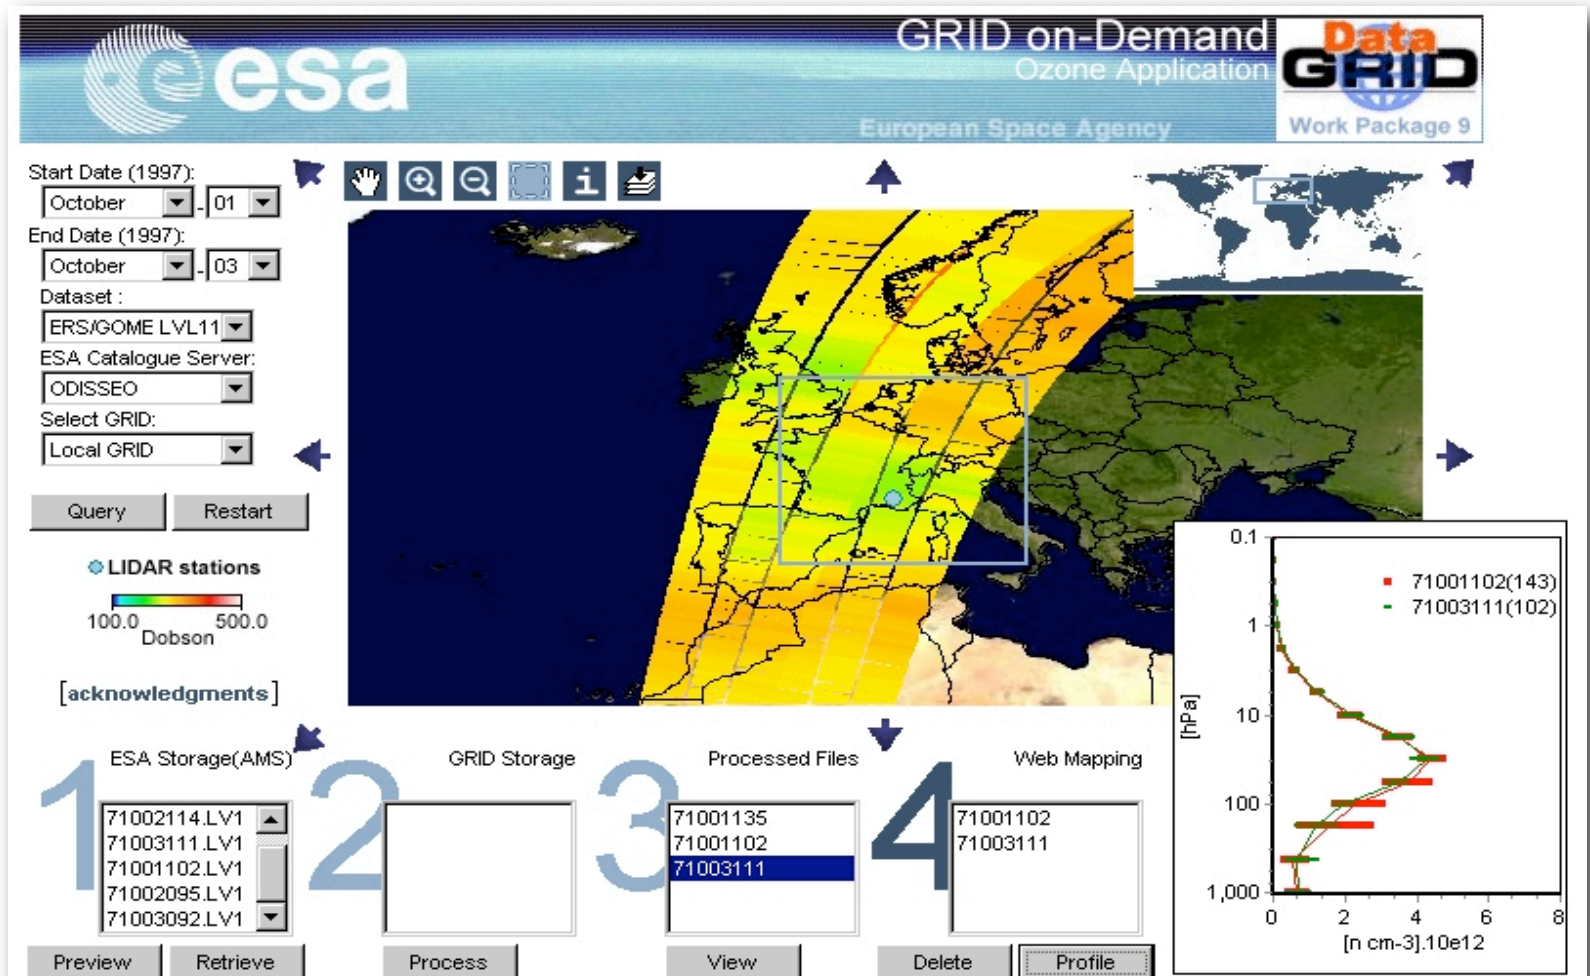 esa
GRID on-Demand
Ozone Application
European Space Agency
Data
GRID
Work Package 9
Start Date (1997):
October - 01
End Date (1997):
October - 03
Dataset :
ERS/GOME LVL11
ESA Catalogue Server:
ODISSEO
Select GRID:
Local GRID
Query Restart
LIDAR stations
100.0 500.0
Dobson
[acknowledgments]
i
1 ESA Storage(AMS)
71002114.LV1
71003111.LV1
71001102.LV1
71002095.LV1
71003092.LV1
Preview Retrieve
2 GRID Storage
Process
3 Processed Files
71001135
71001102
71003111
View
4 Web Mapping
71001102
71003111
Delete Profile
0.1
1
10
100
1,000
[hPa]
71001102(143)
71003111(102)
0 2 4 6 8
[n cm-3].10e12